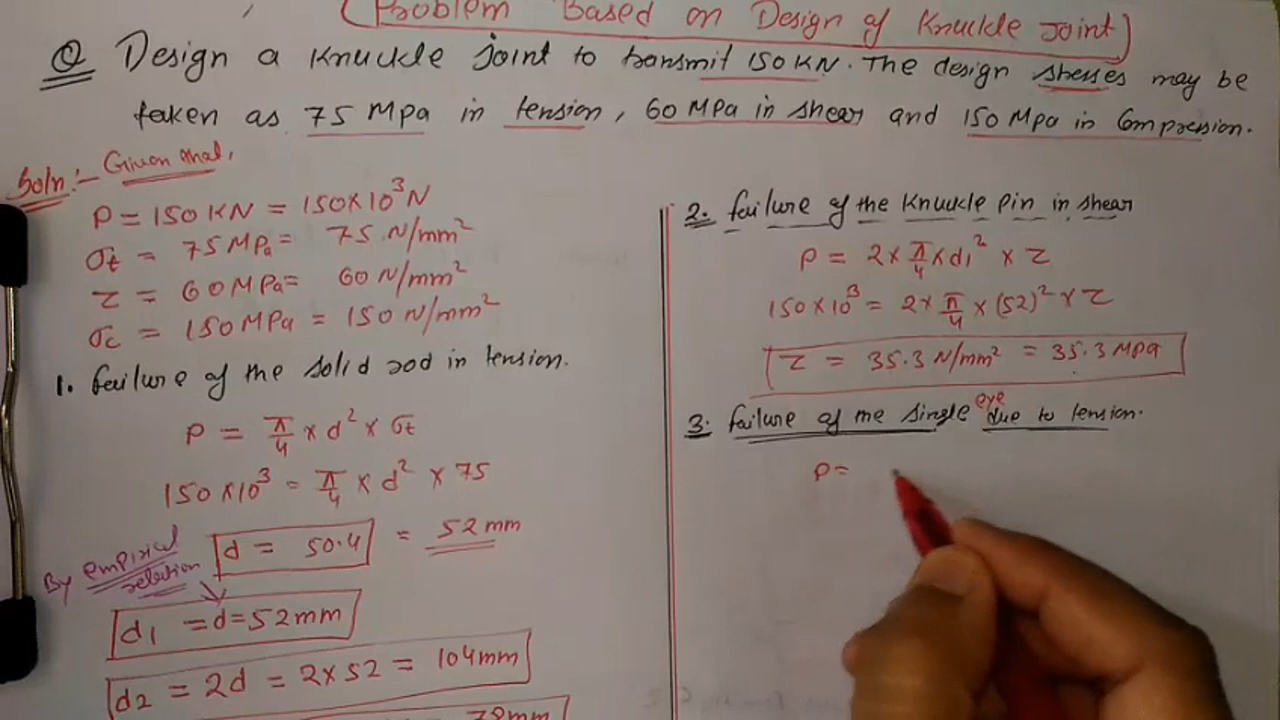 (Problem Based on Design of Knuckle Joint)
Q Design a Knuckle joint to transmit 150 KN. The design stresses may be
taken as 75 MPa in tension, 60 MPa in shear and 150 Mpa in Compression.
Soln:- Given that,
P = 150 KN = 150×10³ N
σt = 75 MPa = 75 N/mm²
τ = 60 MPa = 60 N/mm²
σc = 150 MPa = 150 N/mm²
1. failure of the solid rod in tension.
P = π/4 × d² × σt
150×10³ = π/4 × d² × 75
d = 50.4 = 52 mm
By empirical relation
d1 = d = 52 mm
d2 = 2d = 2×52 = 104 mm
78 mm
2. failure of the Knuckle Pin in shear
P = 2 × π/4 × d1² × τ
150×10³ = 2 × π/4 × (52)² × τ
τ = 35.3 N/mm² = 35.3 MPa
3. failure of the single eye due to tension.
P =